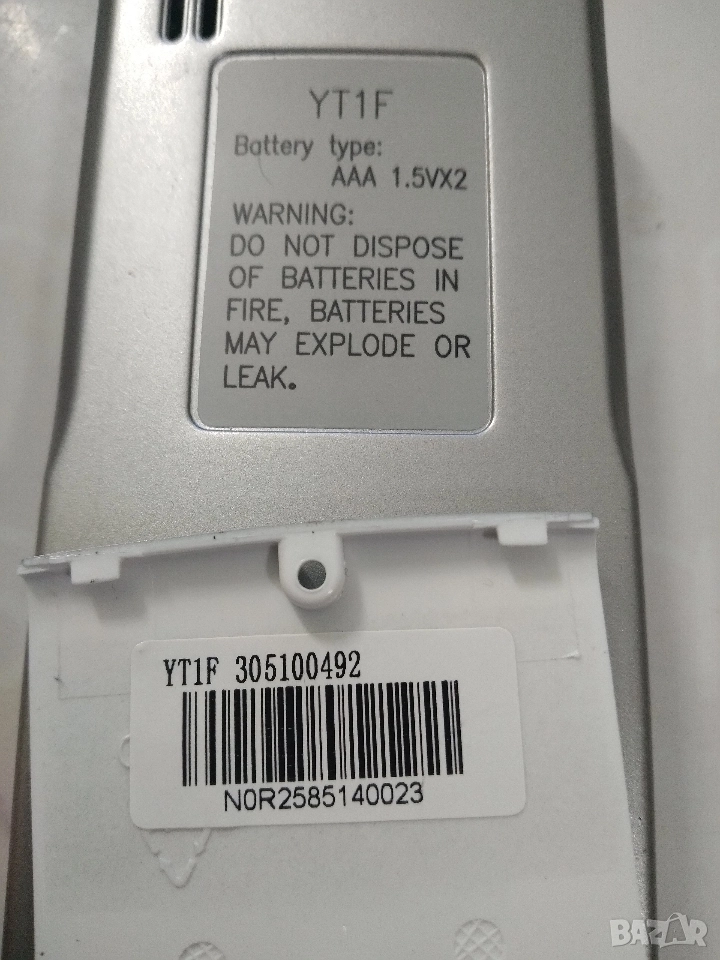 YT1F
Battery type:
AAA 1.5VX2
WARNING:
DO NOT DISPOSE
OF BATTERIES IN
FIRE, BATTERIES
MAY EXPLODE OR
LEAK.
YT1F 305100492
N0R2585140023
BAZAR